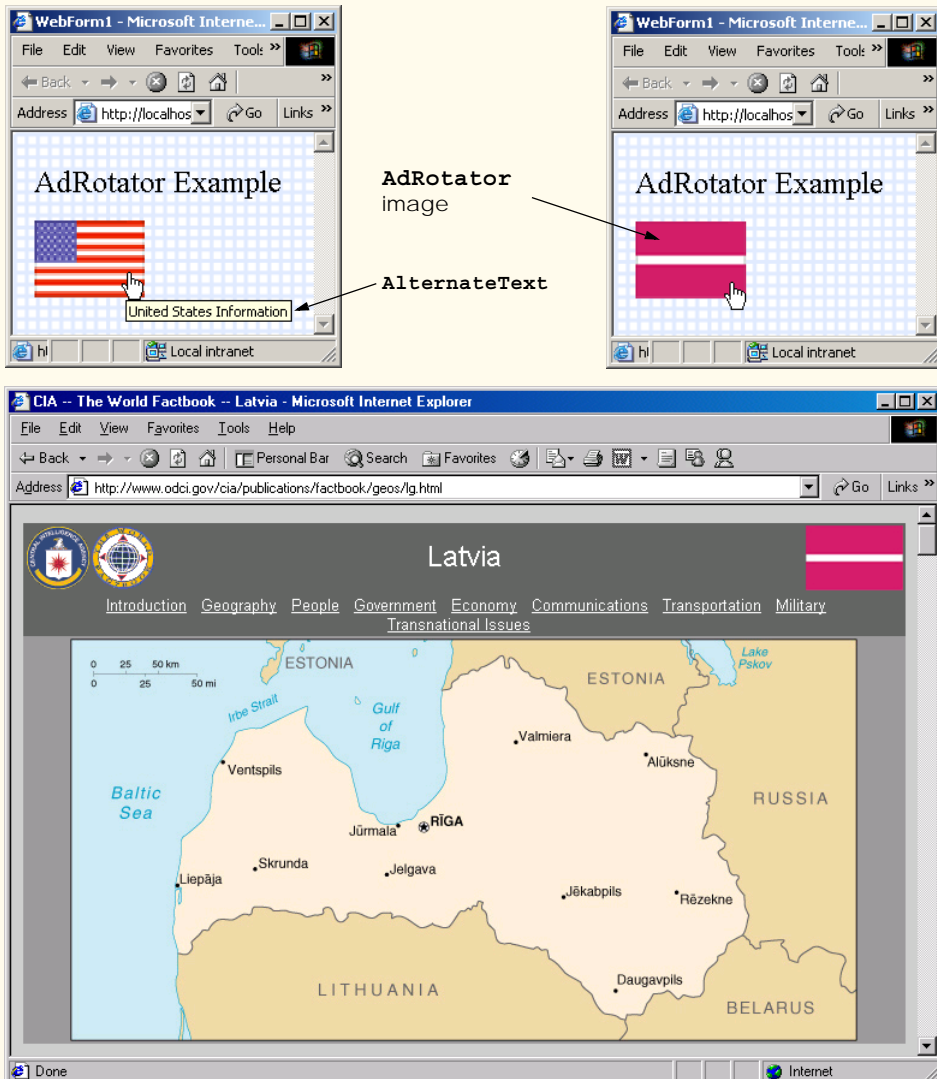 WebForm1 - Microsoft Interne...
File Edit View Favorites Tools »
Back »
Address http://localhos Go Links »
AdRotator Example
United States Information
Local intranet
AdRotator
image
AlternateText
WebForm1 - Microsoft Interne...
File Edit View Favorites Tools »
Back »
Address http://localhos Go Links »
AdRotator Example
Local intranet
CIA -- The World Factbook -- Latvia - Microsoft Internet Explorer
File Edit View Favorites Tools Help
Back Personal Bar Search Favorites
Address http://www.odci.gov/cia/publications/factbook/geos/lg.html Go Links »
Latvia
Introduction Geography People Government Economy Communications Transportation Military
Transnational Issues
0 25 50 km
0 25 50 mi
ESTONIA
Lake
Pskov
ESTONIA
Irbe Strait
Gulf
of
Riga
Valmiera
Alūksne
Ventspils
Baltic
Sea
RUSSIA
RĪGA
Jūrmala
Skrunda
Jelgava
Liepāja
Jēkabpils
Rēzekne
LITHUANIA
Daugavpils
BELARUS
Done Internet